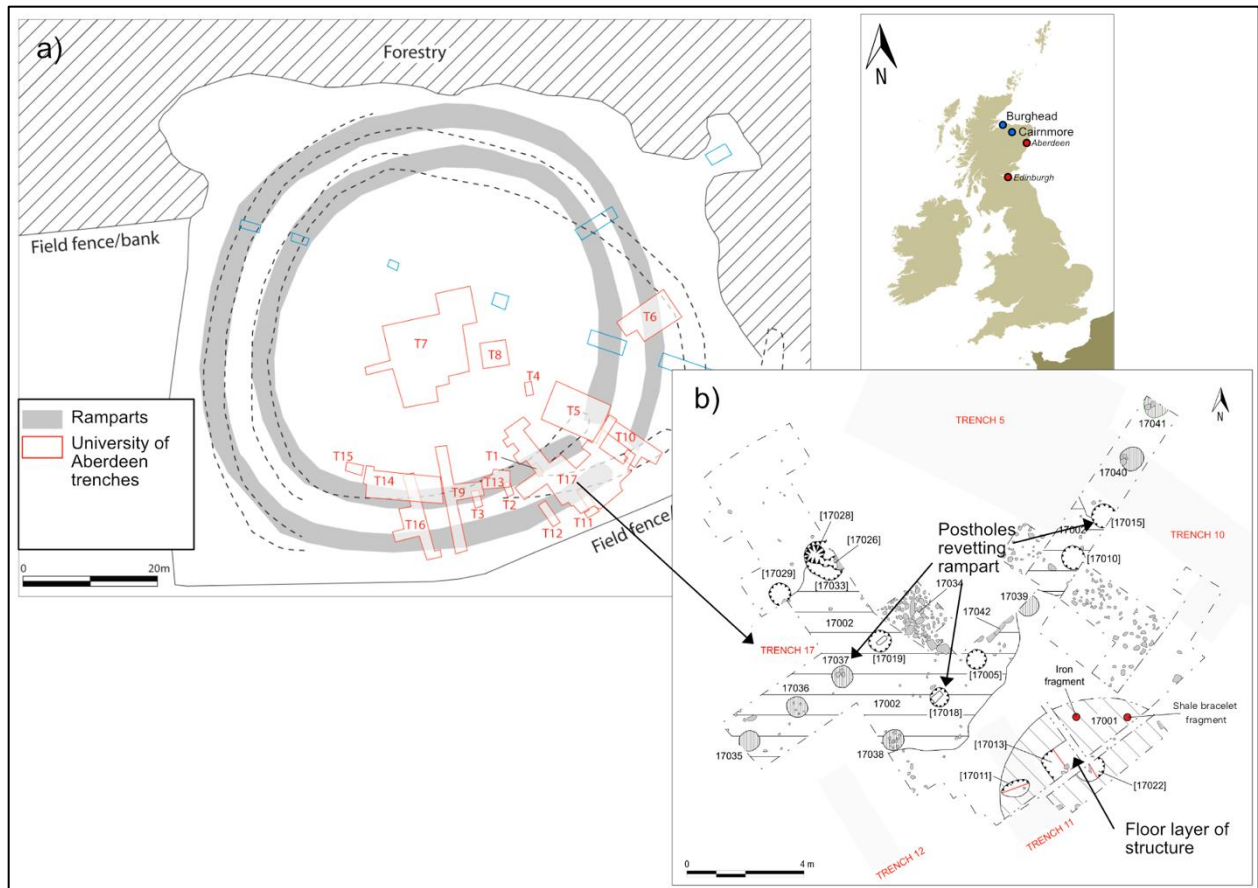 a)
Forestry
Field fence/bank
T6
T7
T8
T4
T5
T10
T1
T15
T14
T9
T13
T17
T3
T2
T16
T12
T11
Field fence/
Ramparts
University of
Aberdeen
trenches
0
20m
N
Burghead
Cairnmore
Aberdeen
Edinburgh
b)
N
TRENCH 5
17041
17040
[17028]
[17026]
Postholes
revetting
rampart
17002
[17015]
TRENCH 10
[17010]
[17029]
[17033]
17034
17039
17042
17002
[17019]
TRENCH 17
17037
[17005]
Iron
fragment
Shale bracelet
fragment
17036
17002
[17018]
17001
17035
17038
[17013]
[17011]
[17022]
Floor layer of
structure
TRENCH 11
TRENCH 12
0
4 m